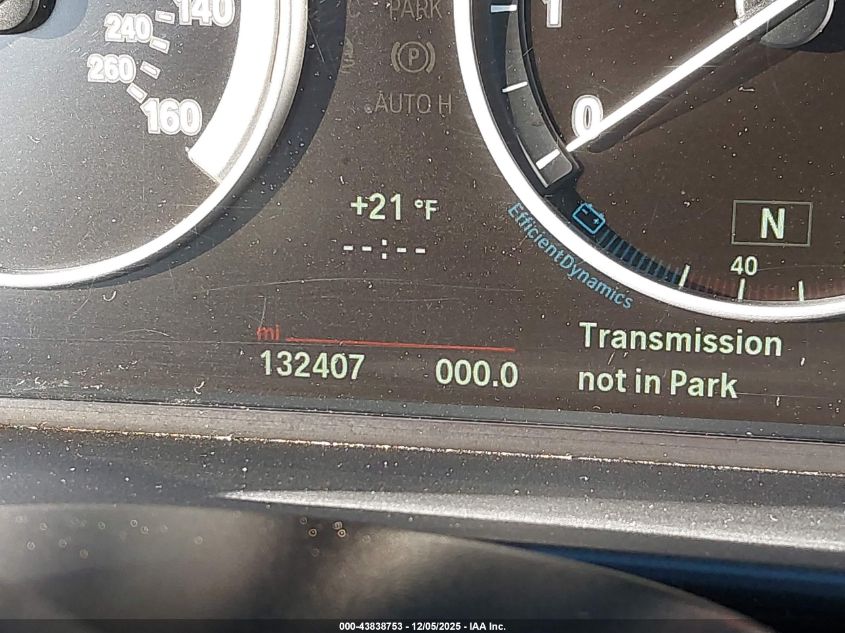 140
240
260
160
PARK
(P)
AUTO H
1
0
+21 °F
--:--
EfficientDynamics
N
40
mi
132407 000.0
Transmission
not in Park
000-43838753 - 12/05/2025 - IAA Inc.